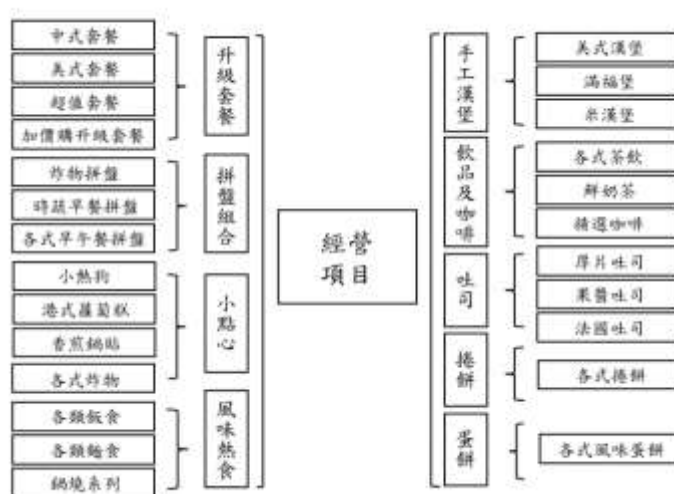 中式套餐
美式套餐
超值套餐
加價購升級套餐
升級套餐
炸物拼盤
時蔬早餐拼盤
各式早午餐拼盤
拼盤組合
小熱狗
港式蘿蔔糕
香煎鍋貼
各式炸物
小點心
各類飯食
各類麵食
鍋燒系列
風味熱食
經營
項目
手工漢堡
美式漢堡
滿福堡
米漢堡
飲品及咖啡
各式茶飲
鮮奶茶
精選咖啡
吐司
厚片吐司
果醬吐司
法國吐司
捲餅
各式捲餅
蛋餅
各式風味蛋餅